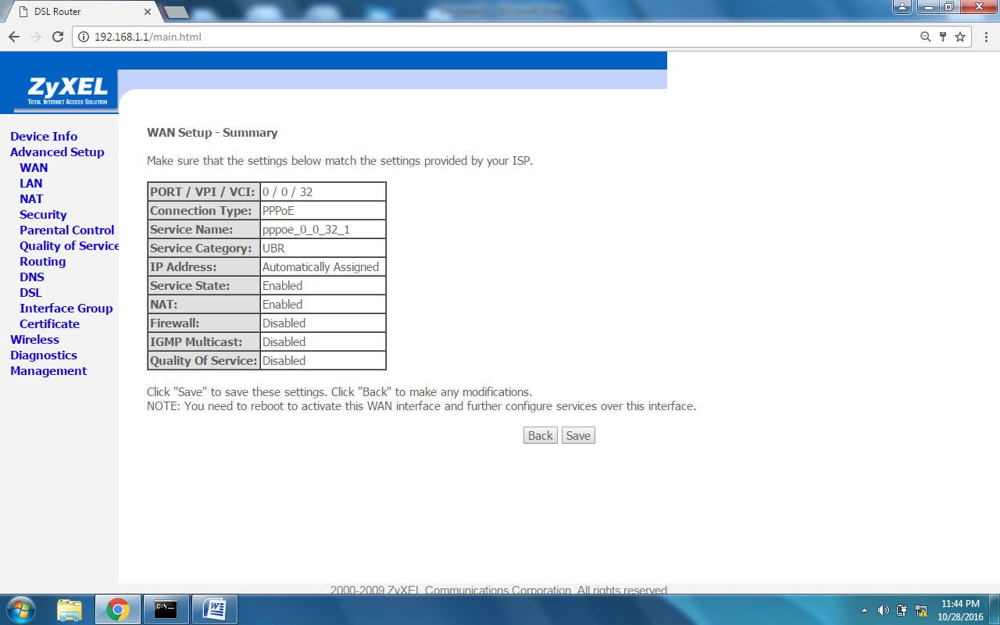 DSL Router
192.168.1.1/main.html
ZyXEL
TOTAL INTERNET ACCESS SOLUTION
Device Info
Advanced Setup
WAN
LAN
NAT
Security
Parental Control
Quality of Service
Routing
DNS
DSL
Interface Group
Certificate
Wireless
Diagnostics
Management
WAN Setup - Summary
Make sure that the settings below match the settings provided by your ISP.
PORT / VPI / VCI: 0 / 0 / 32
Connection Type: PPPoE
Service Name: pppoe_0_0_32_1
Service Category: UBR
IP Address: Automatically Assigned
Service State: Enabled
NAT: Enabled
Firewall: Disabled
IGMP Multicast: Disabled
Quality Of Service: Disabled
Click "Save" to save these settings. Click "Back" to make any modifications.
NOTE: You need to reboot to activate this WAN interface and further configure services over this interface.
Back Save
2000-2009 ZyXEL Communications Corporation. All rights reserved
C:\
W
11:44 PM
10/28/2016